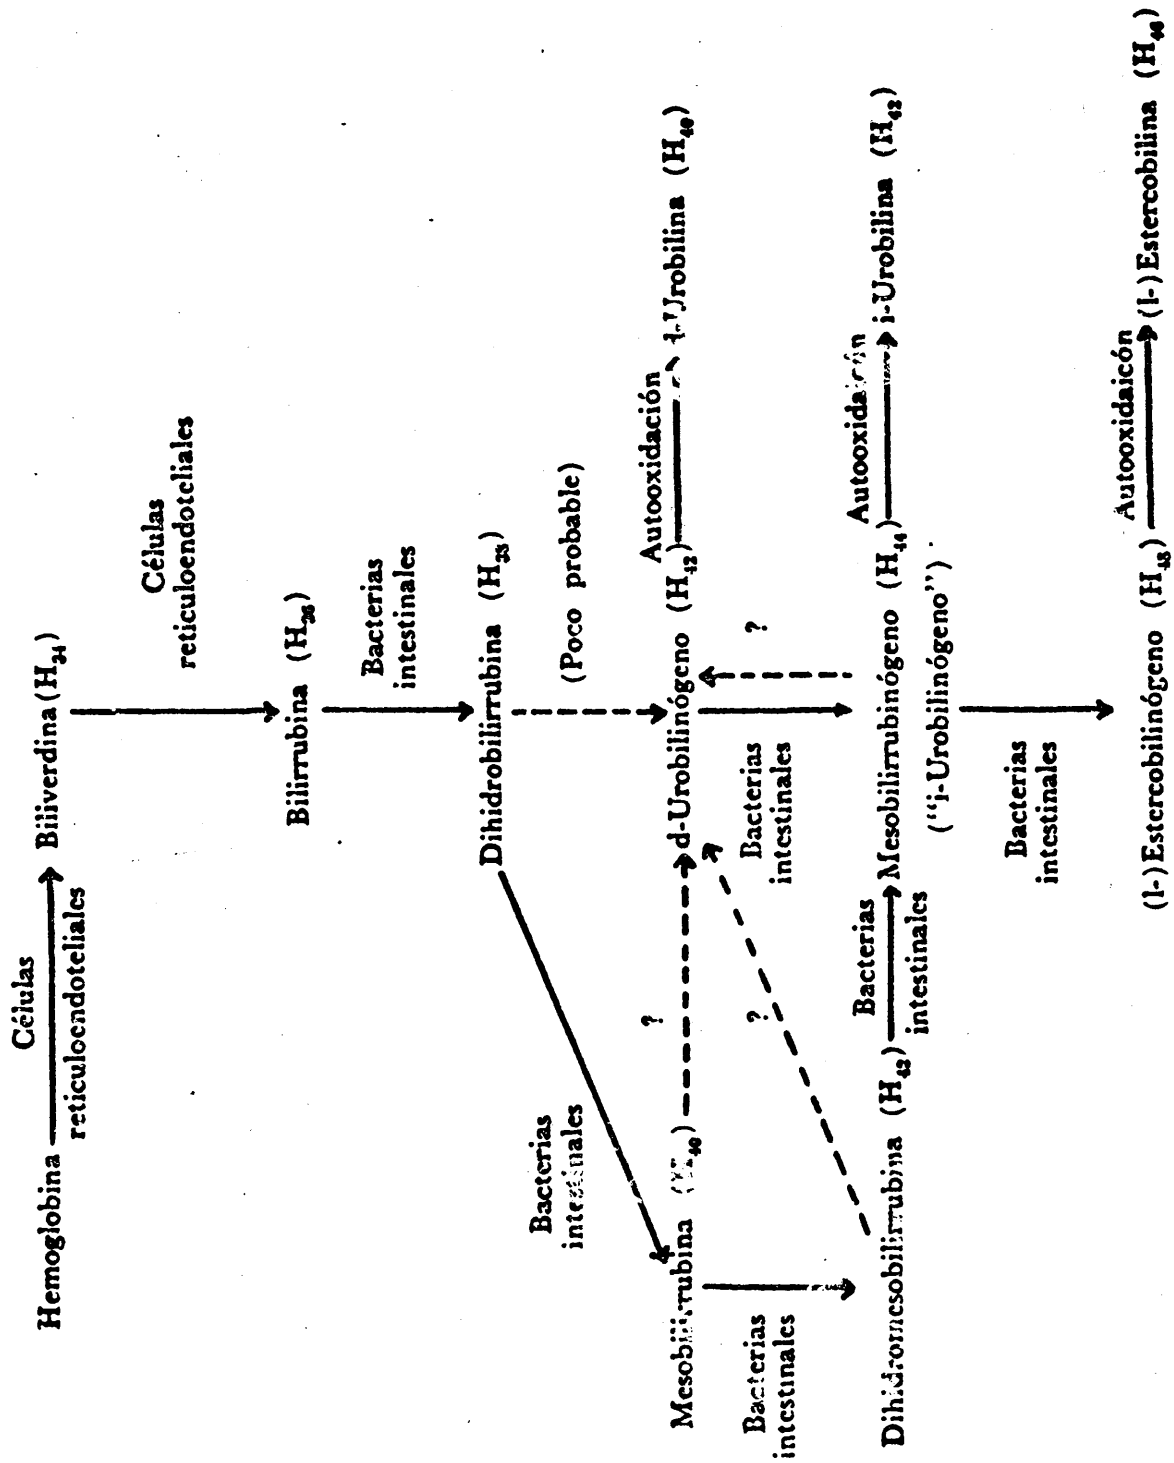 Células
Hemoglobina Biliverdina (H₃₄)
reticuloendoteliales
Células
reticuloendoteliales
Bilirrubina (H₃₆)
Bacterias
intestinales
Dihidrobilirrubina (H₃₈)
Bacterias
intestinales
(Poco probable)
Autooxidación
Mesobilirrubina (H₄₀) ? d-Urobilinógeno (H₄₂) d-Urobilina (H₄₀)
Bacterias
intestinales
?
Bacterias
intestinales
?
Bacterias
Autooxidación
Dihidromesobilirrubina (H₄₂) Mesobilirrubinógeno (H₄₄) i-Urobilina (H₄₂)
intestinales
("i-Urobilinógeno")
Bacterias
intestinales
Autooxidaicón
(l-)Estercobilinógeno (H₄₈) (l-)Estercobilina (H₄₆)